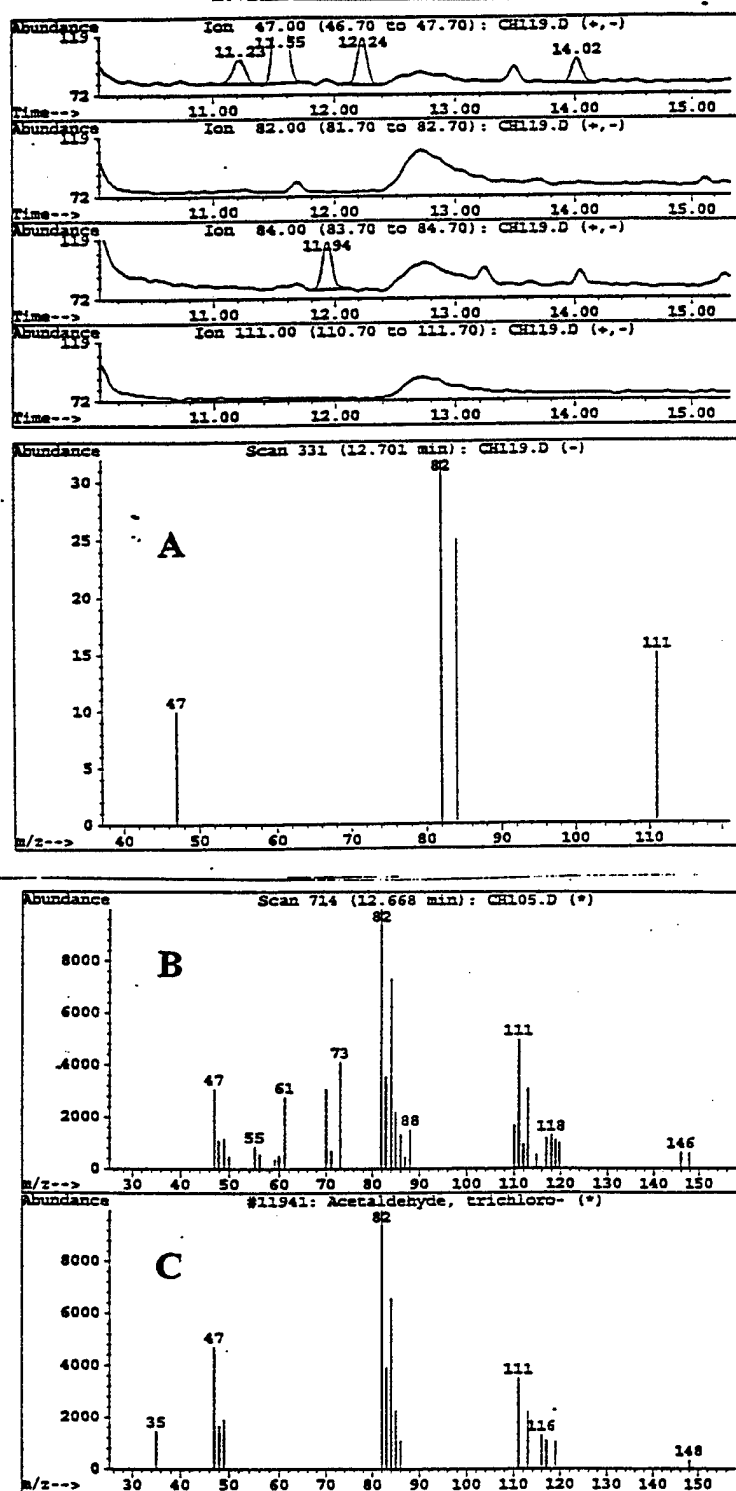 Abundance Ion 47.00 (46.70 to 47.70): CH119.D (+,-)
119 11.23 11.55 12.24 14.02
72
Time--> 11.00 12.00 13.00 14.00 15.00
Abundance Ion 82.00 (81.70 to 82.70): CH119.D (+,-)
119
72
Time--> 11.00 12.00 13.00 14.00 15.00
Abundance Ion 84.00 (83.70 to 84.70): CH119.D (+,-)
119 11.94
72
Time--> 11.00 12.00 13.00 14.00 15.00
Abundance Ion 111.00 (110.70 to 111.70): CH119.D (+,-)
119
72
Time--> 11.00 12.00 13.00 14.00 15.00
Abundance Scan 331 (12.701 min): CH119.D (-)
82
30
25
A
20
15 111
47
10
5
0
m/z--> 40 50 60 70 80 90 100 110
Abundance Scan 714 (12.668 min): CH105.D (*)
82
8000
B
6000
111
4000 73
47 61
2000 55 88 118 146
0
m/z--> 30 40 50 60 70 80 90 100 110 120 130 140 150
Abundance #11941: Acetaldehyde, trichloro- (*)
82
8000
C
6000
47
4000 111
2000 35 116
148
0
m/z--> 30 40 50 60 70 80 90 100 110 120 130 140 150